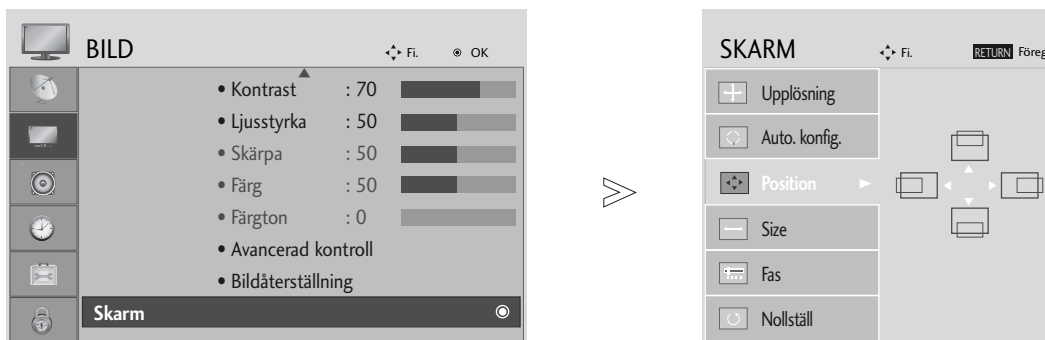 BILD
Fi. OK
• Kontrast : 70
• Ljusstyrka : 50
• Skärpa : 50
• Färg : 50
• Färgton : 0
• Avancerad kontroll
• Bildåterställning
Skarm
SKARM
Fi. RETURN Föreg
Upplösning
Auto. konfig.
Position
Size
Fas
Nollställ